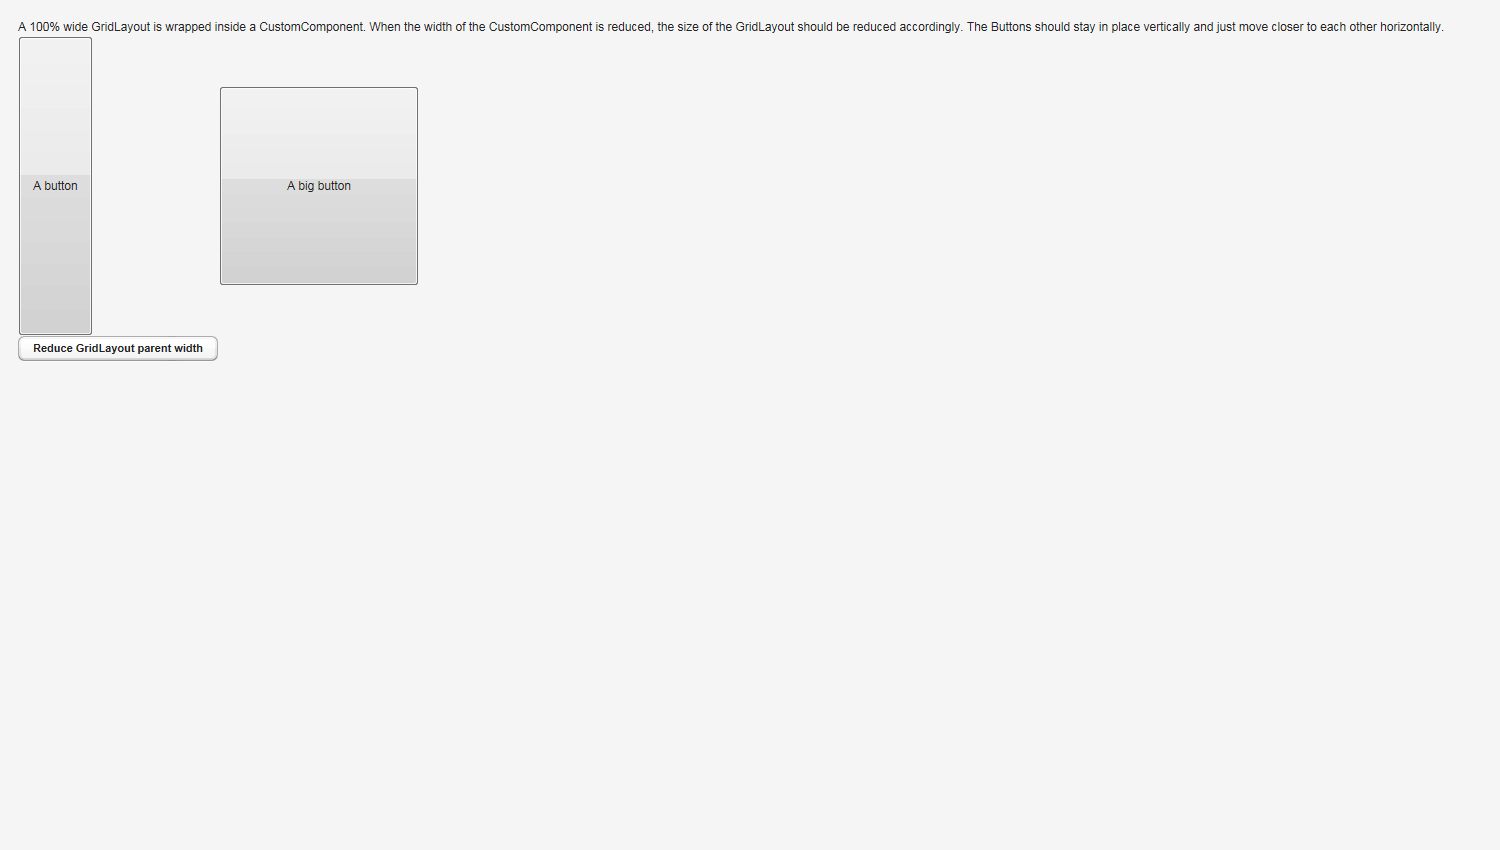 A 100% wide GridLayout is wrapped inside a CustomComponent. When the width of the CustomComponent is reduced, the size of the GridLayout should be reduced accordingly. The Buttons should stay in place vertically and just move closer to each other horizontally.
A button
A big button
Reduce GridLayout parent width